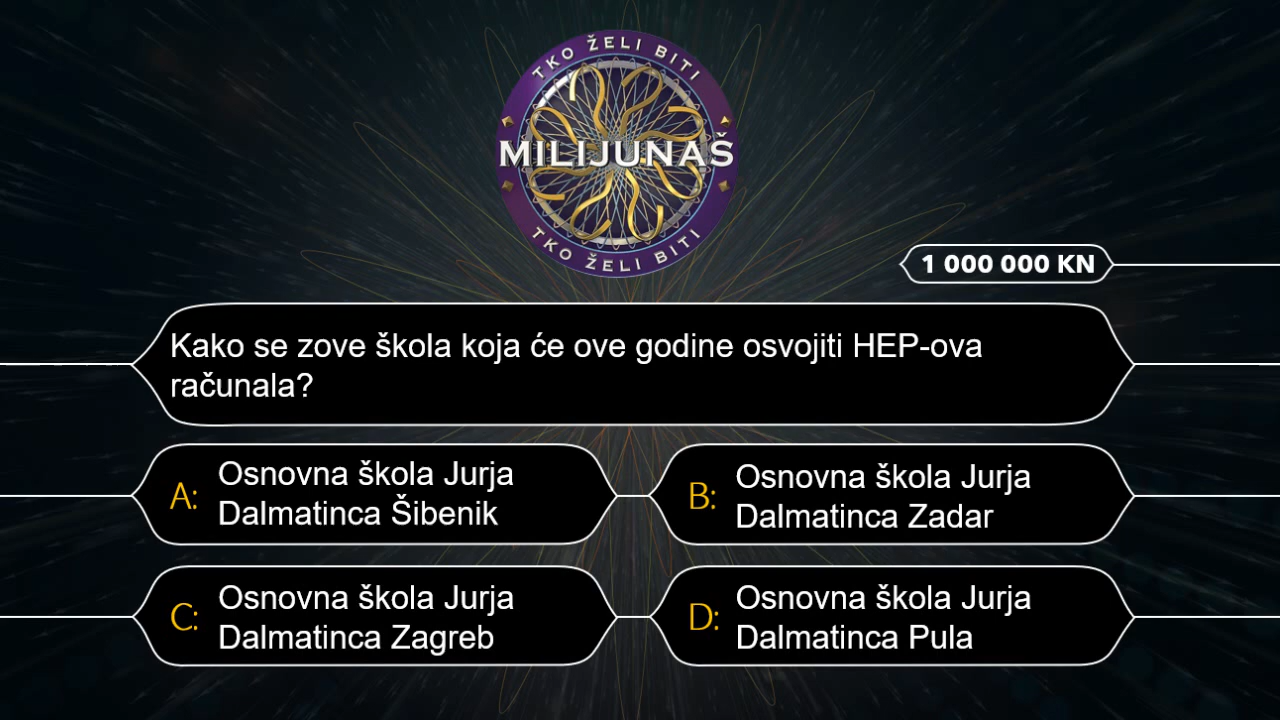 TKO ŽELI BITI
MILIJUNAŠ
TKO ŽELI BITI
1 000 000 KN
Kako se zove škola koja će ove godine osvojiti HEP-ova
računala?
A: Osnovna škola Jurja
Dalmatinca Šibenik
B: Osnovna škola Jurja
Dalmatinca Zadar
C: Osnovna škola Jurja
Dalmatinca Zagreb
D: Osnovna škola Jurja
Dalmatinca Pula